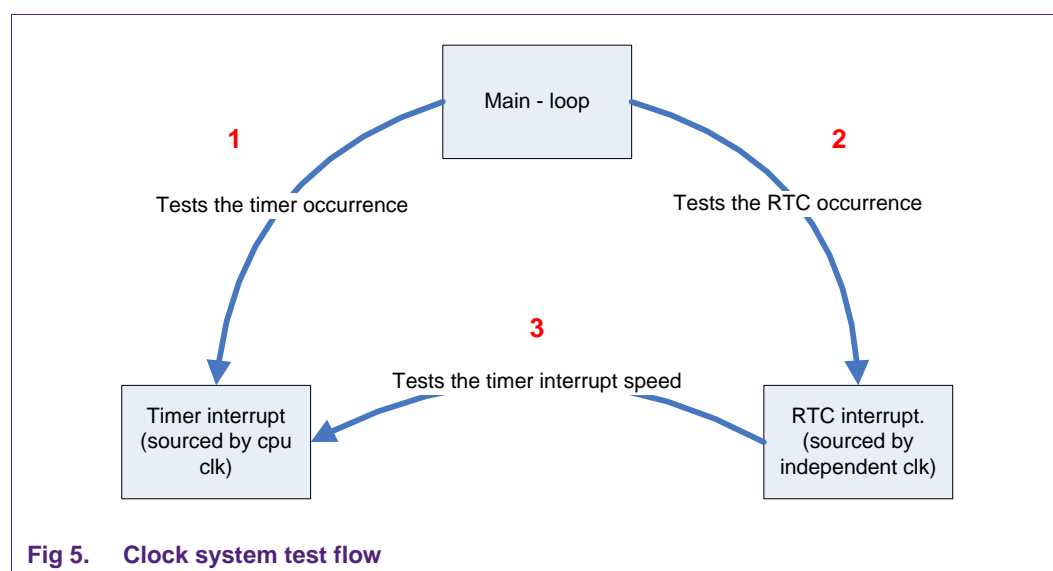 Main - loop
1
2
Tests the timer occurrence
Tests the RTC occurrence
3
Tests the timer interrupt speed
Timer interrupt
(sourced by cpu
clk)
RTC interrupt.
(sourced by
independent clk)
Fig 5. Clock system test flow